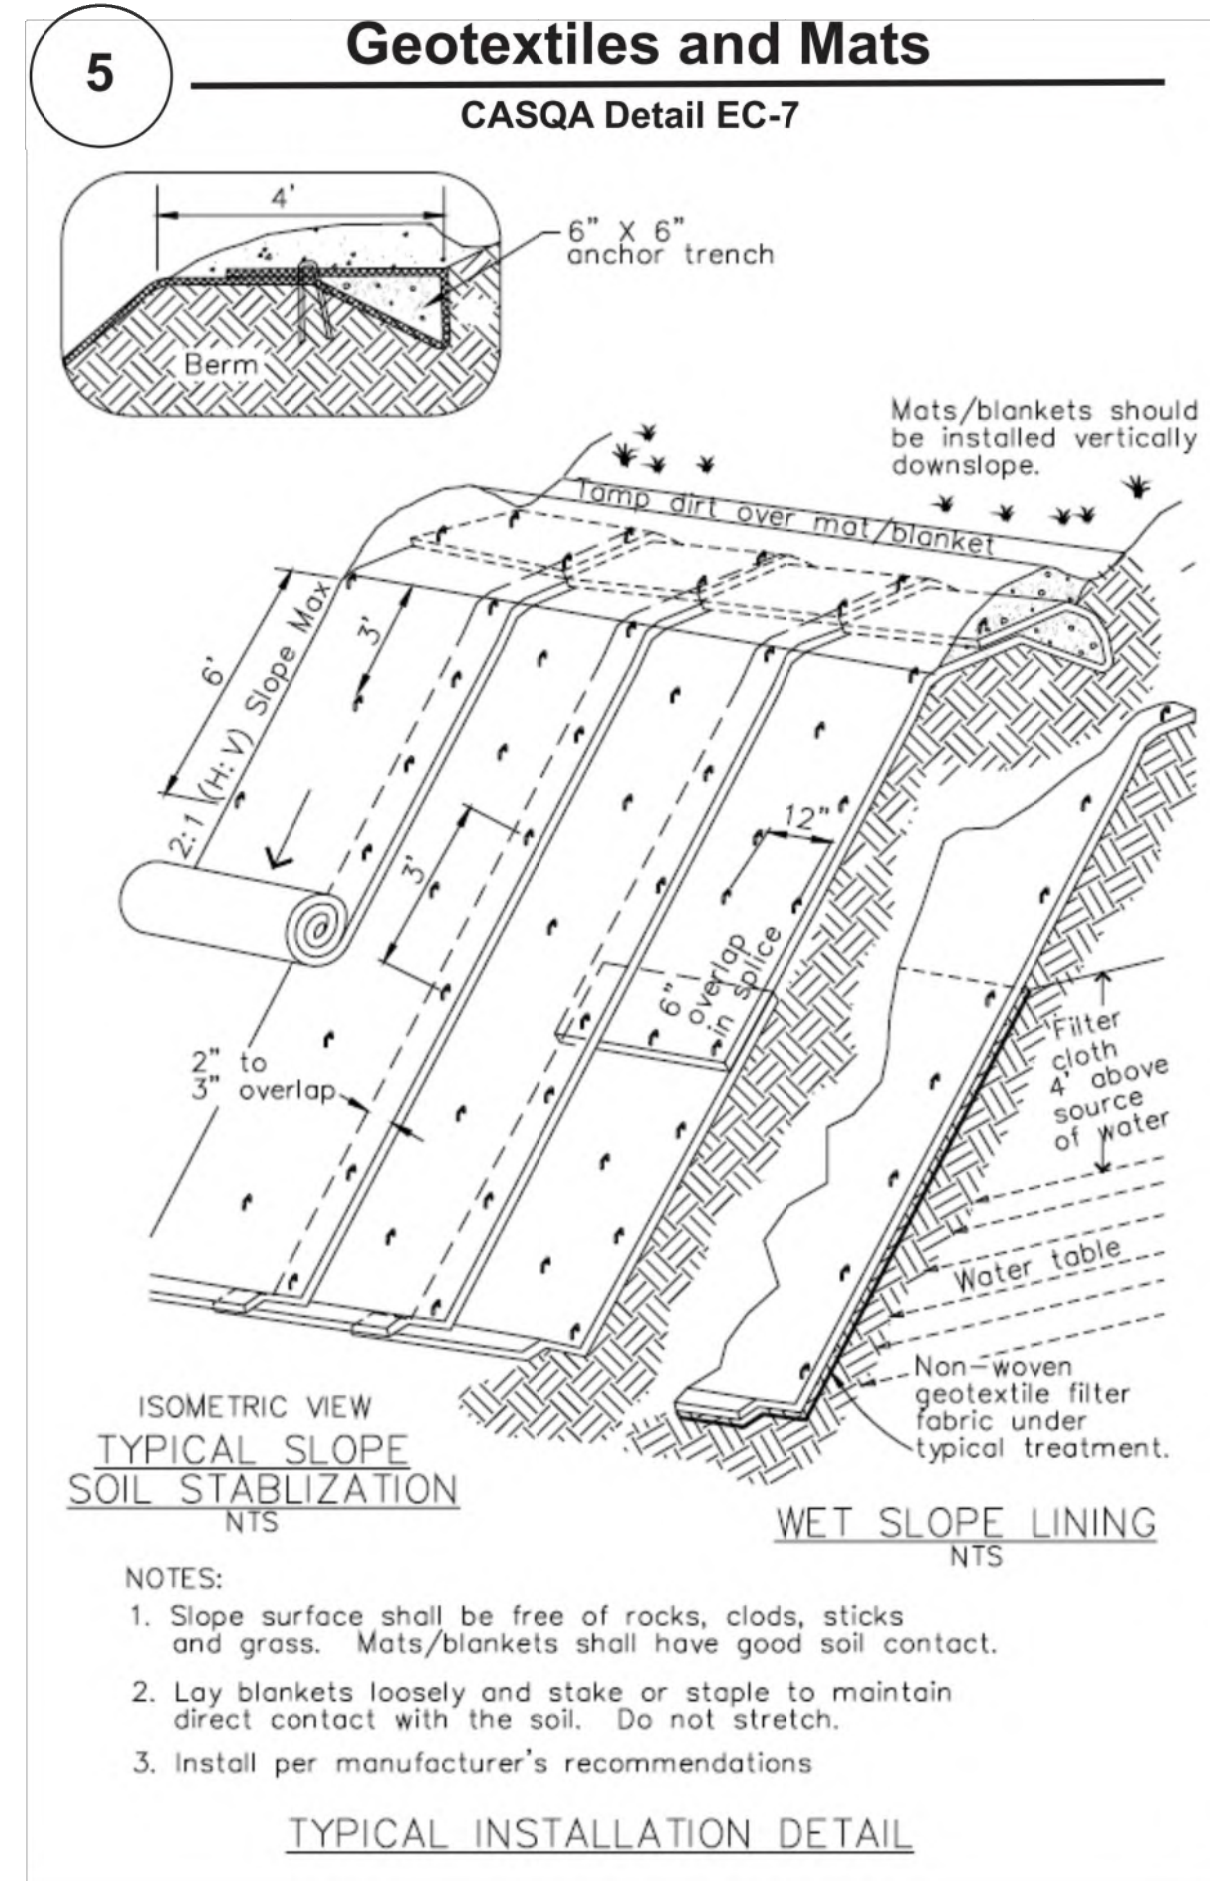 5
Geotextiles and Mats
CASQA Detail EC-7
4'
6" X 6"
anchor trench
Berm
Mats/blankets should
be installed vertically
downslope.
Tamp dirt over mat/blanket
6'
2:1 (H:V) Slope Max
3'
3'
12"
6"
overlap
in splice
2" to
3" overlap
Filter
cloth
4' above
source
of water
Water table
Non-woven
geotextile filter
fabric under
typical treatment.
ISOMETRIC VIEW
TYPICAL SLOPE
SOIL STABLIZATION
NTS
WET SLOPE LINING
NTS
NOTES:
1. Slope surface shall be free of rocks, clods, sticks
and grass. Mats/blankets shall have good soil contact.
2. Lay blankets loosely and stake or staple to maintain
direct contact with the soil. Do not stretch.
3. Install per manufacturer's recommendations
TYPICAL INSTALLATION DETAIL